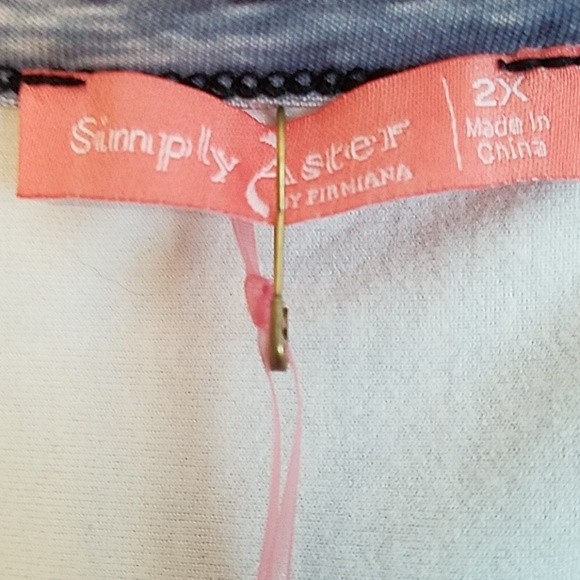 Simply Aster
BY FIRMIANA
2X
Made In
China